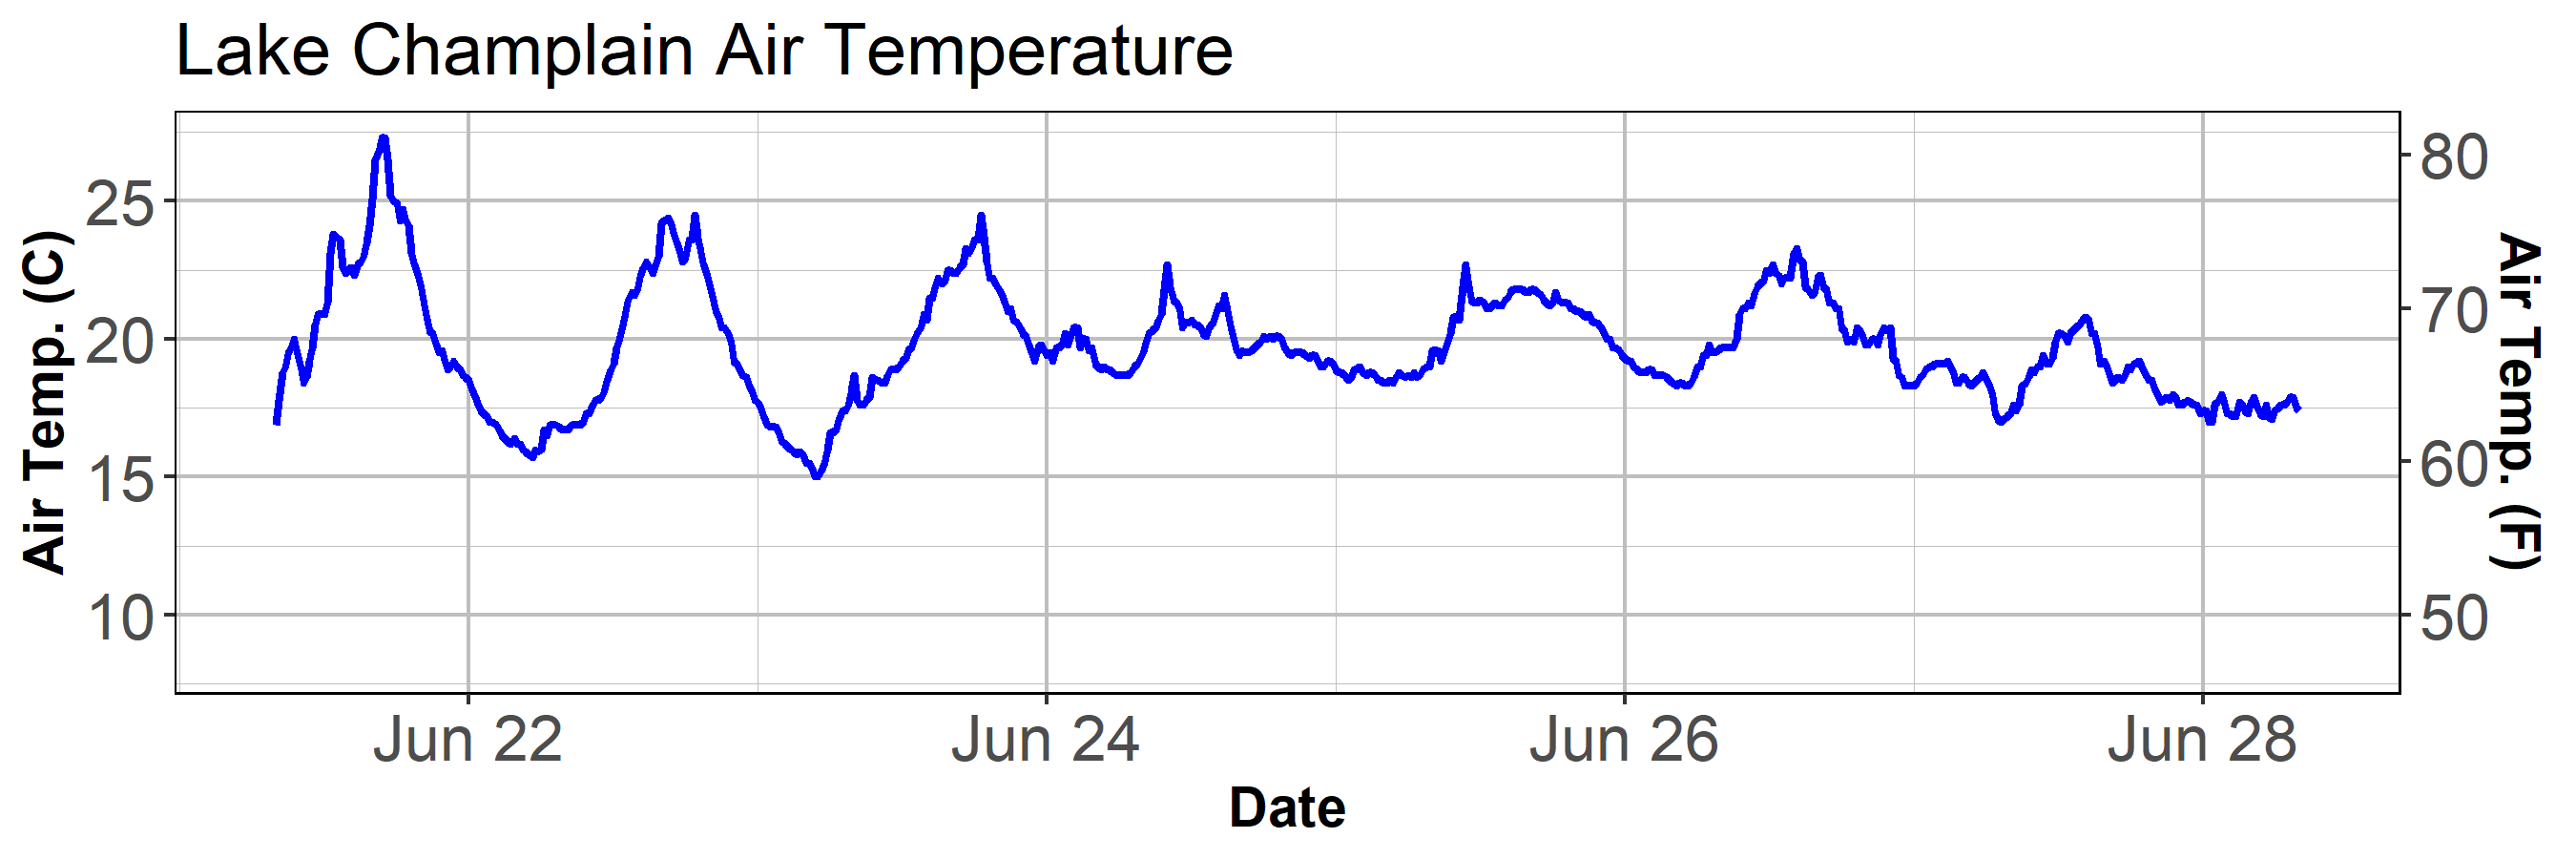 Lake Champlain Air Temperature
Air Temp. (C)
25
20
15
10
80
70
60
50
Air Temp. (F)
Jun 22
Jun 24
Jun 26
Jun 28
Date